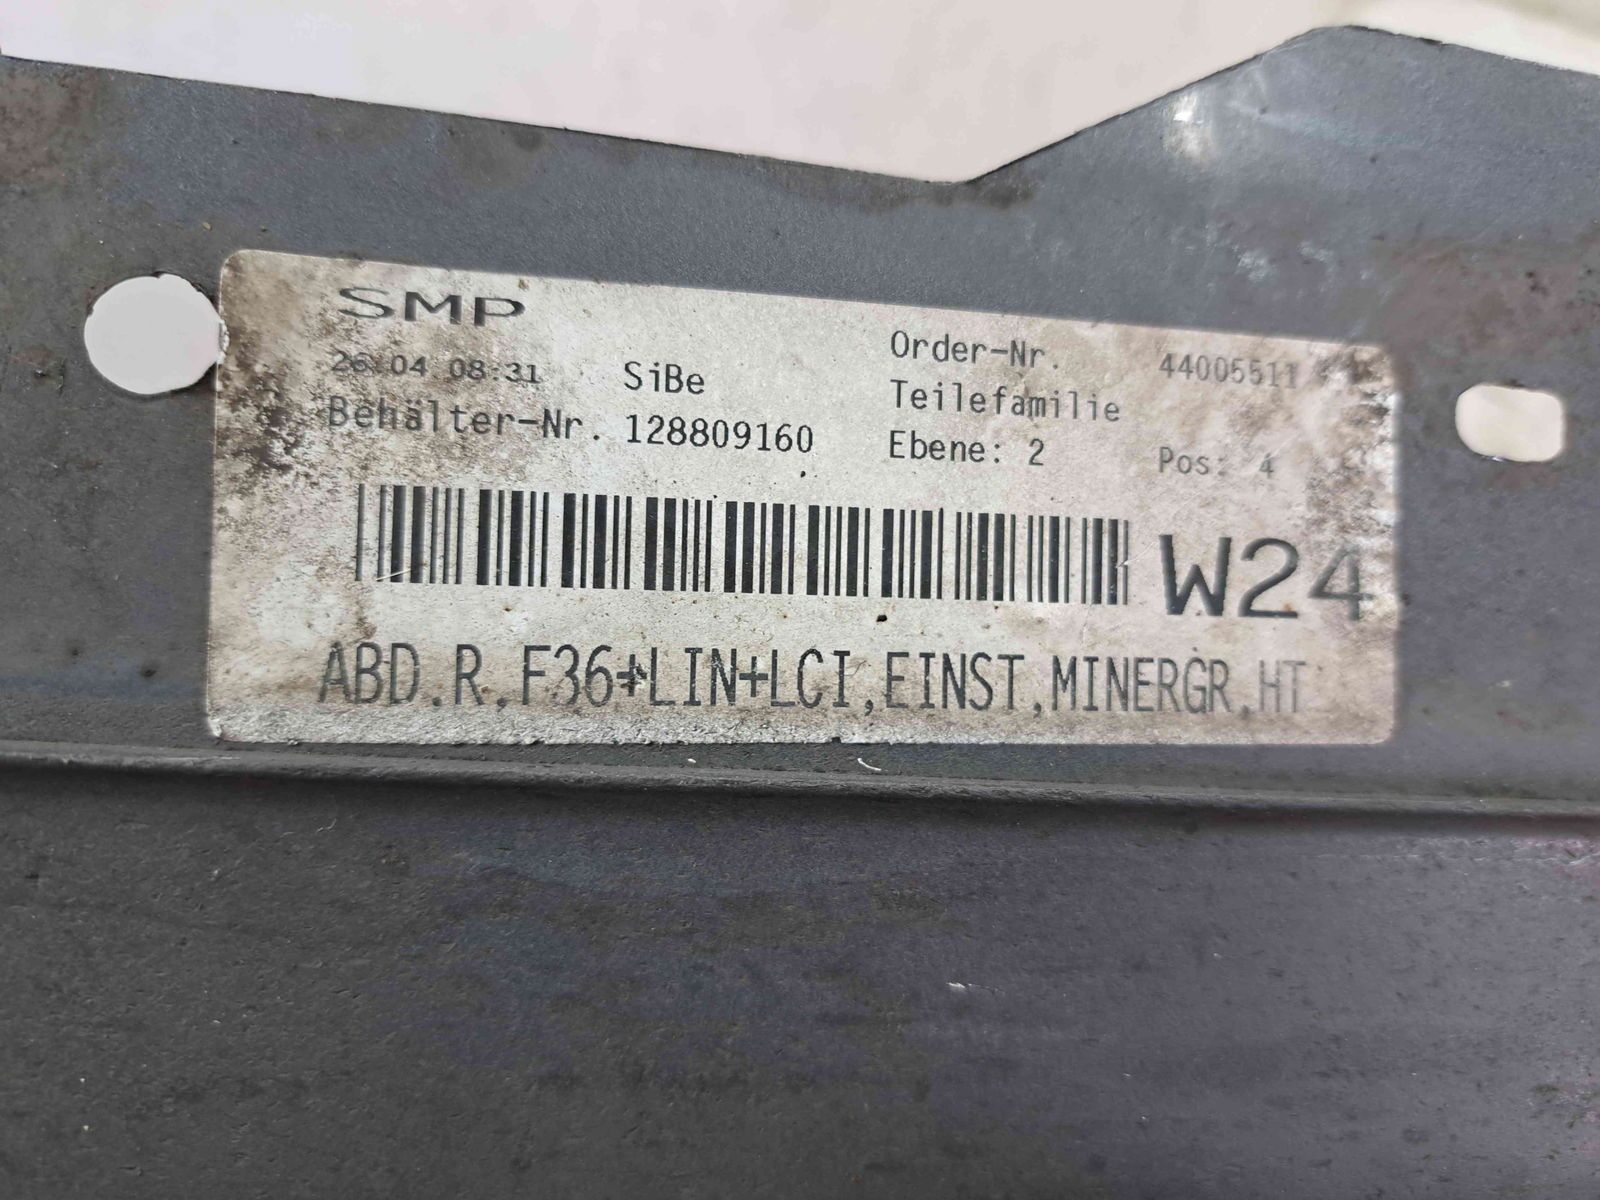 SMP
26.04 08:31 SiBe Order-Nr. 44005511
Behälter-Nr. 128809160 Teilefamilie
Ebene: 2 Pos: 4
W24
ABD.R.F36+LIN+LCI,EINST,MINERGR,HT